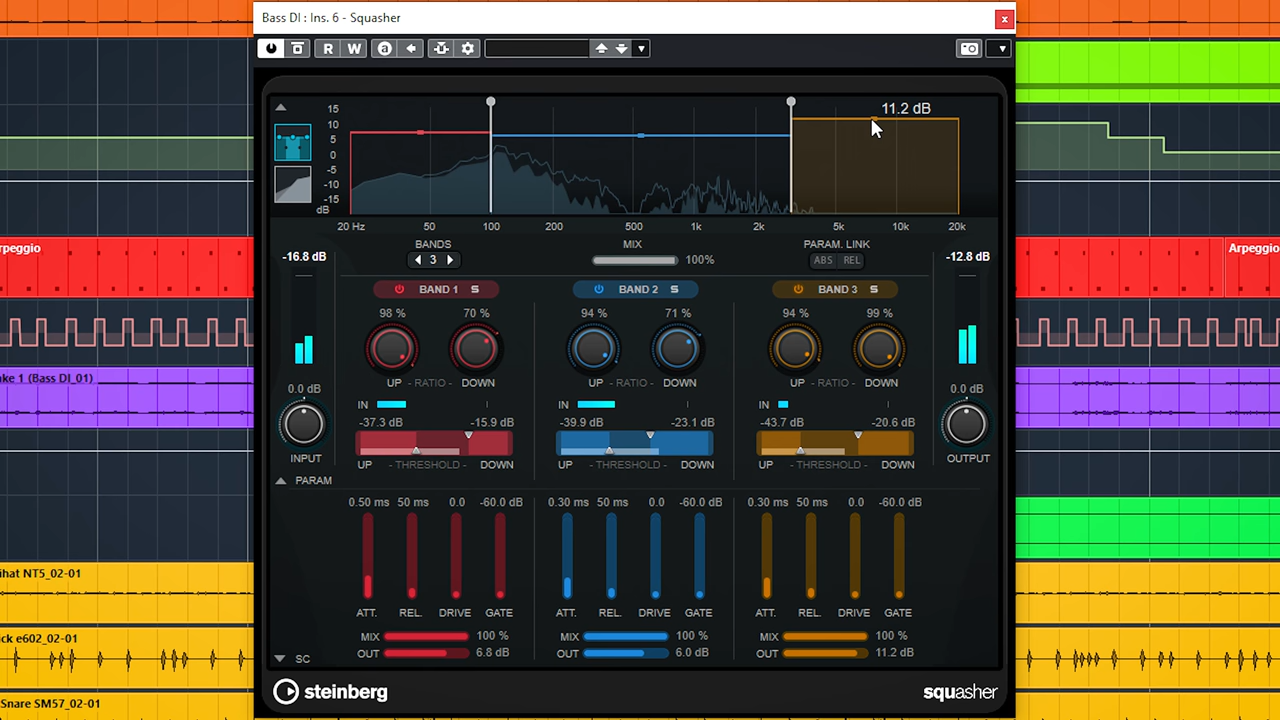 Bass DI : Ins. 6 - Squasher
x
R W a
15
10
5
0
-5
-10
-15
dB
11.2 dB
20 Hz 50 100 200 500 1k 2k 5k 10k 20k
BANDS MIX PARAM. LINK
3 100% ABS REL
-16.8 dB -12.8 dB
BAND 1 S BAND 2 S BAND 3 S
98 % 70 % 94 % 71 % 94 % 99 %
UP - RATIO - DOWN UP - RATIO - DOWN UP - RATIO - DOWN
0.0 dB 0.0 dB
IN IN IN
-37.3 dB -15.9 dB -39.9 dB -23.1 dB -43.7 dB -20.6 dB
INPUT OUTPUT
UP - THRESHOLD - DOWN UP - THRESHOLD - DOWN UP - THRESHOLD - DOWN
PARAM
0.50 ms 50 ms 0.0 -60.0 dB 0.30 ms 50 ms 0.0 -60.0 dB 0.30 ms 50 ms 0.0 -60.0 dB
ATT. REL. DRIVE GATE ATT. REL. DRIVE GATE ATT. REL. DRIVE GATE
MIX 100 % MIX 100 % MIX 100 %
OUT 6.8 dB OUT 6.0 dB OUT 11.2 dB
SC
steinberg squasher
rpeggio
Arpeggio
ake 1 (Bass DI_01)
ihat NT5_02-01
ick e602_02-01
Snare SM57_02-01